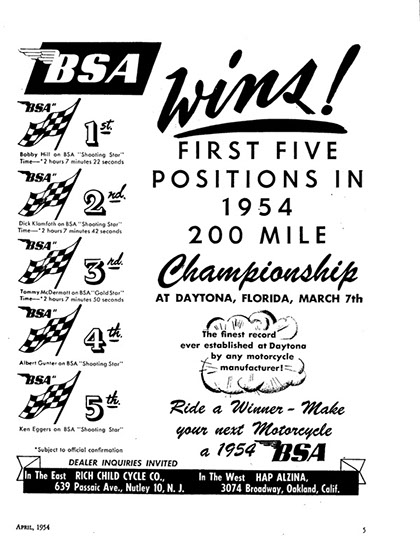 BSA
Wins!
FIRST FIVE
POSITIONS IN
1954
200 MILE
Championship
AT DAYTONA, FLORIDA, MARCH 7th
"BSA"
1st.
Bobby Hill on BSA "Shooting Star"
Time—*2 hours 7 minutes 22 seconds
"BSA"
2nd.
Dick Klamfoth on BSA "Shooting Star"
Time—*2 hours 7 minutes 42 seconds
"BSA"
3rd.
Tommy McDermott on BSA "Gold Star"
Time—*2 hours 7 minutes 50 seconds
"BSA"
4th.
Albert Gunter on BSA "Shooting Star"
"BSA"
5th.
Ken Eggers on BSA "Shooting Star"
*Subject to official confirmation
The finest record
ever established at Daytona
by any motorcycle
manufacturer!
Ride a Winner - Make
your next Motorcycle
a 1954 BSA
DEALER INQUIRIES INVITED
In The East RICH CHILD CYCLE CO.,
639 Passaic Ave., Nutley 10, N. J.
In The West HAP ALZINA,
3074 Broadway, Oakland, Calif.
APRIL, 1954
5